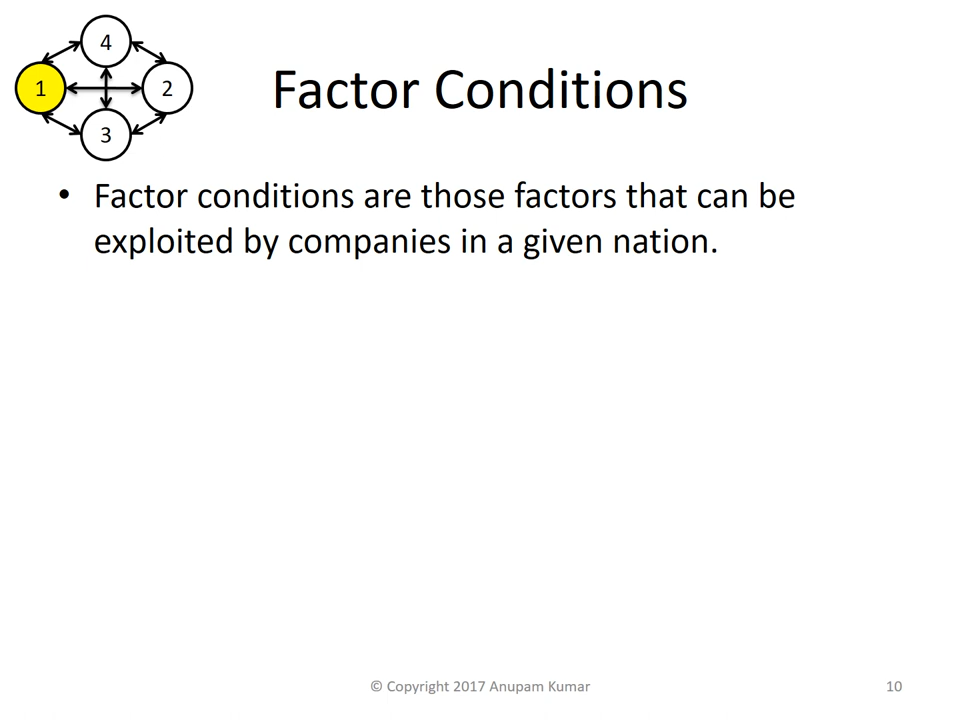 4
1
2
3
Factor Conditions
• Factor conditions are those factors that can be
exploited by companies in a given nation.
© Copyright 2017 Anupam Kumar
10